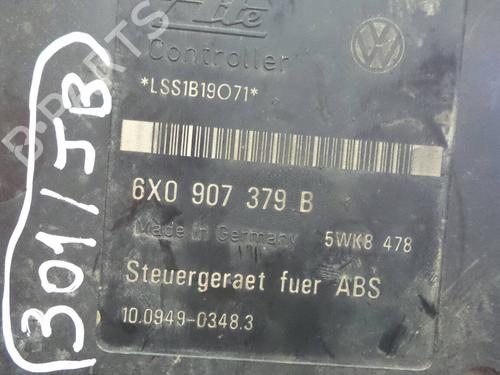 Ate
Controller
*LSS1B19071*
6X0 907 379 B
Made in Germany 5WK8 478
Steuergeraet fuer ABS
10.0949-0348.3
301/JB
B-PARTS